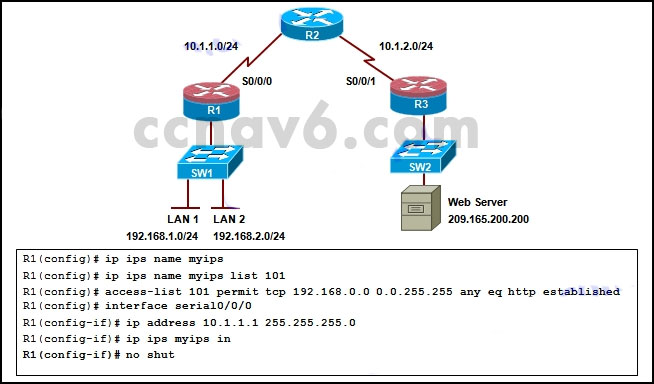 R2
10.1.1.0/24
10.1.2.0/24
S0/0/0
S0/0/1
R1
R3
ccnav6.com
SW1
SW2
LAN 1
LAN 2
192.168.1.0/24
192.168.2.0/24
Web Server
209.165.200.200
R1(config)# ip ips name myips
R1(config)# ip ips name myips list 101
R1(config)# access-list 101 permit tcp 192.168.0.0 0.0.255.255 any eq http established
R1(config)# interface serial0/0/0
R1(config-if)# ip address 10.1.1.1 255.255.255.0
R1(config-if)# ip ips myips in
R1(config-if)# no shut